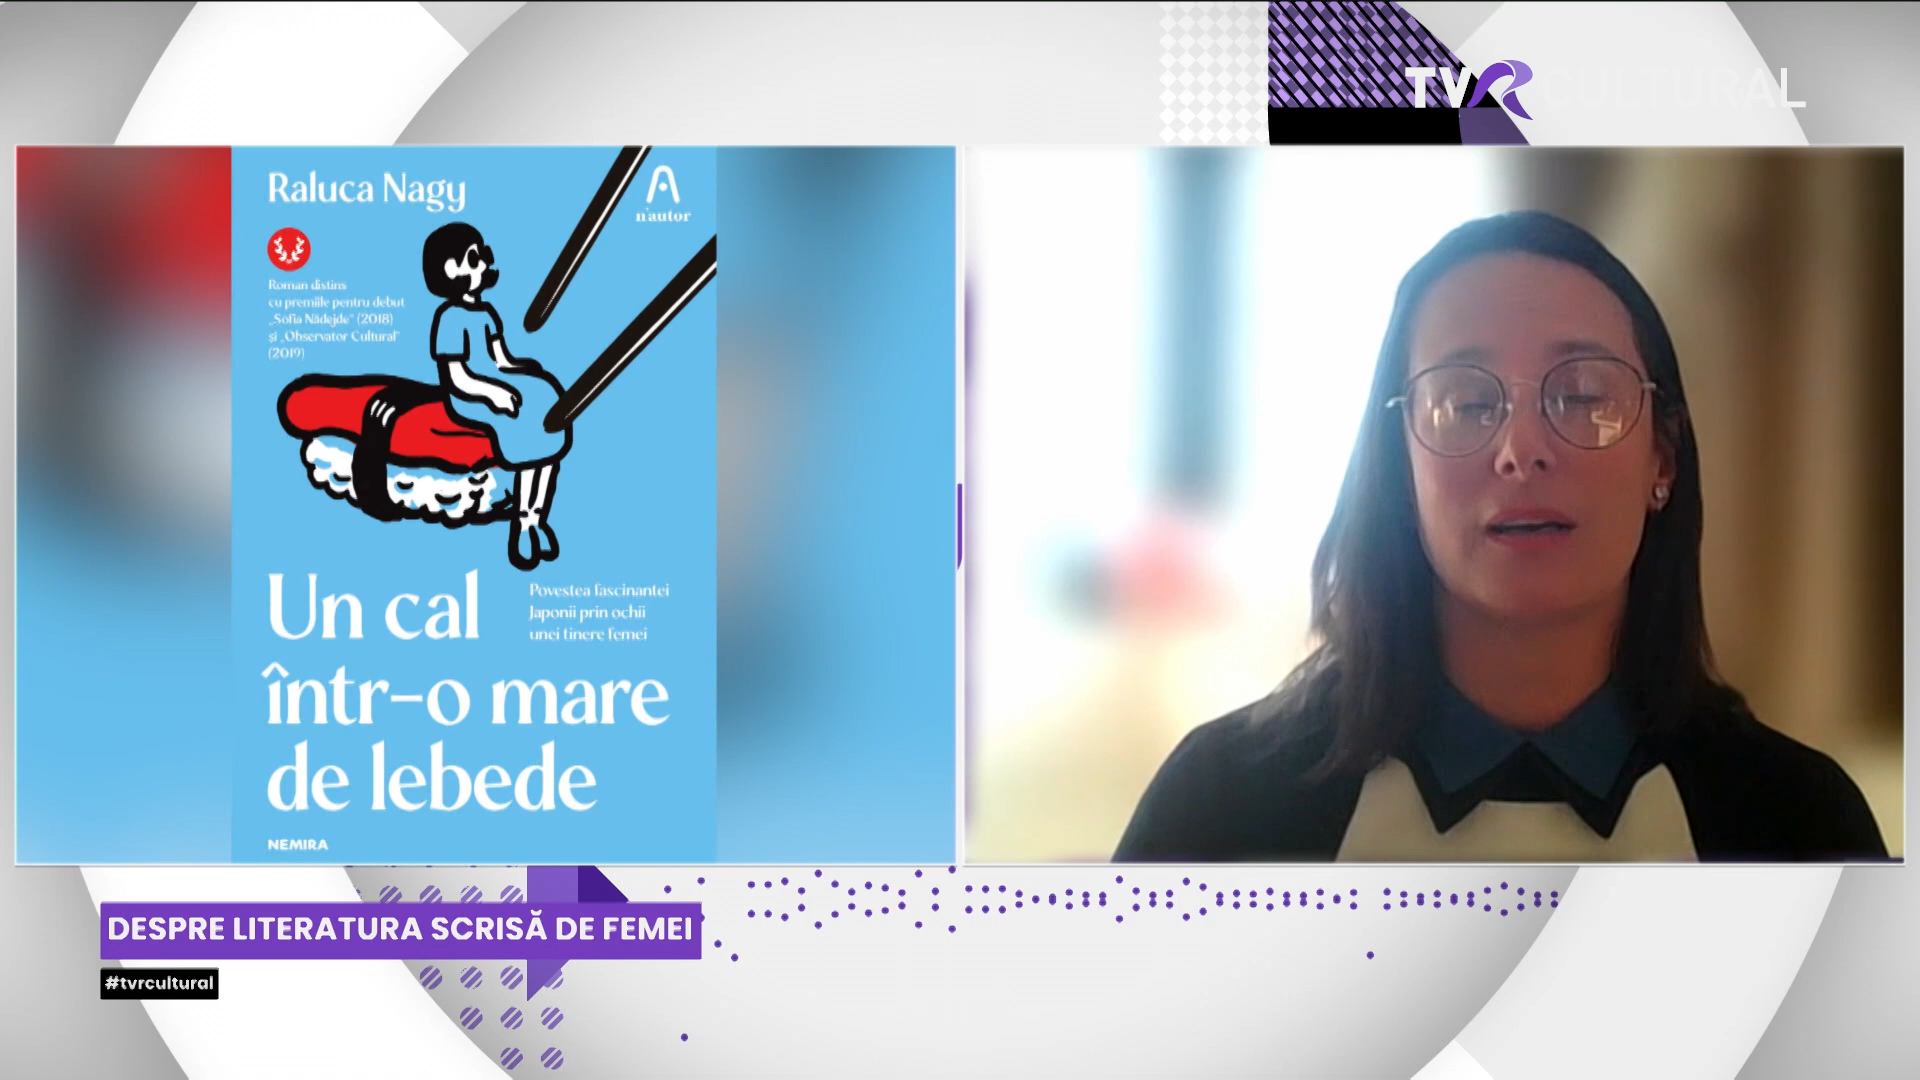 TVR CULTURAL
Raluca Nagy
n'autor
Roman distins
cu premiile pentru debut
„Sofia Nădejde” (2018)
și „Observator Cultural”
(2019)
Un cal
într-o mare
de lebede
Povestea fascinantei
Japonii prin ochii
unei tinere femei
NEMIRA
DESPRE LITERATURA SCRISĂ DE FEMEI
#tvrcultural